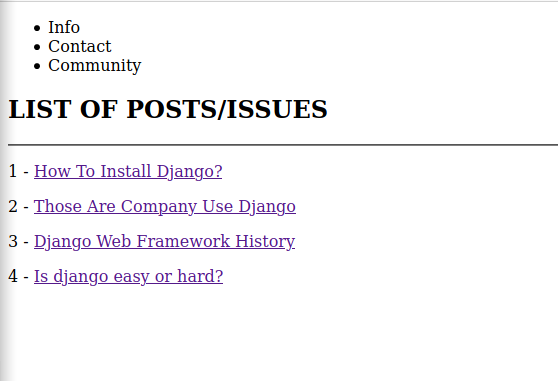 Info
Contact
Community
LIST OF POSTS/ISSUES
1 - How To Install Django?
2 - Those Are Company Use Django
3 - Django Web Framework History
4 - Is django easy or hard?